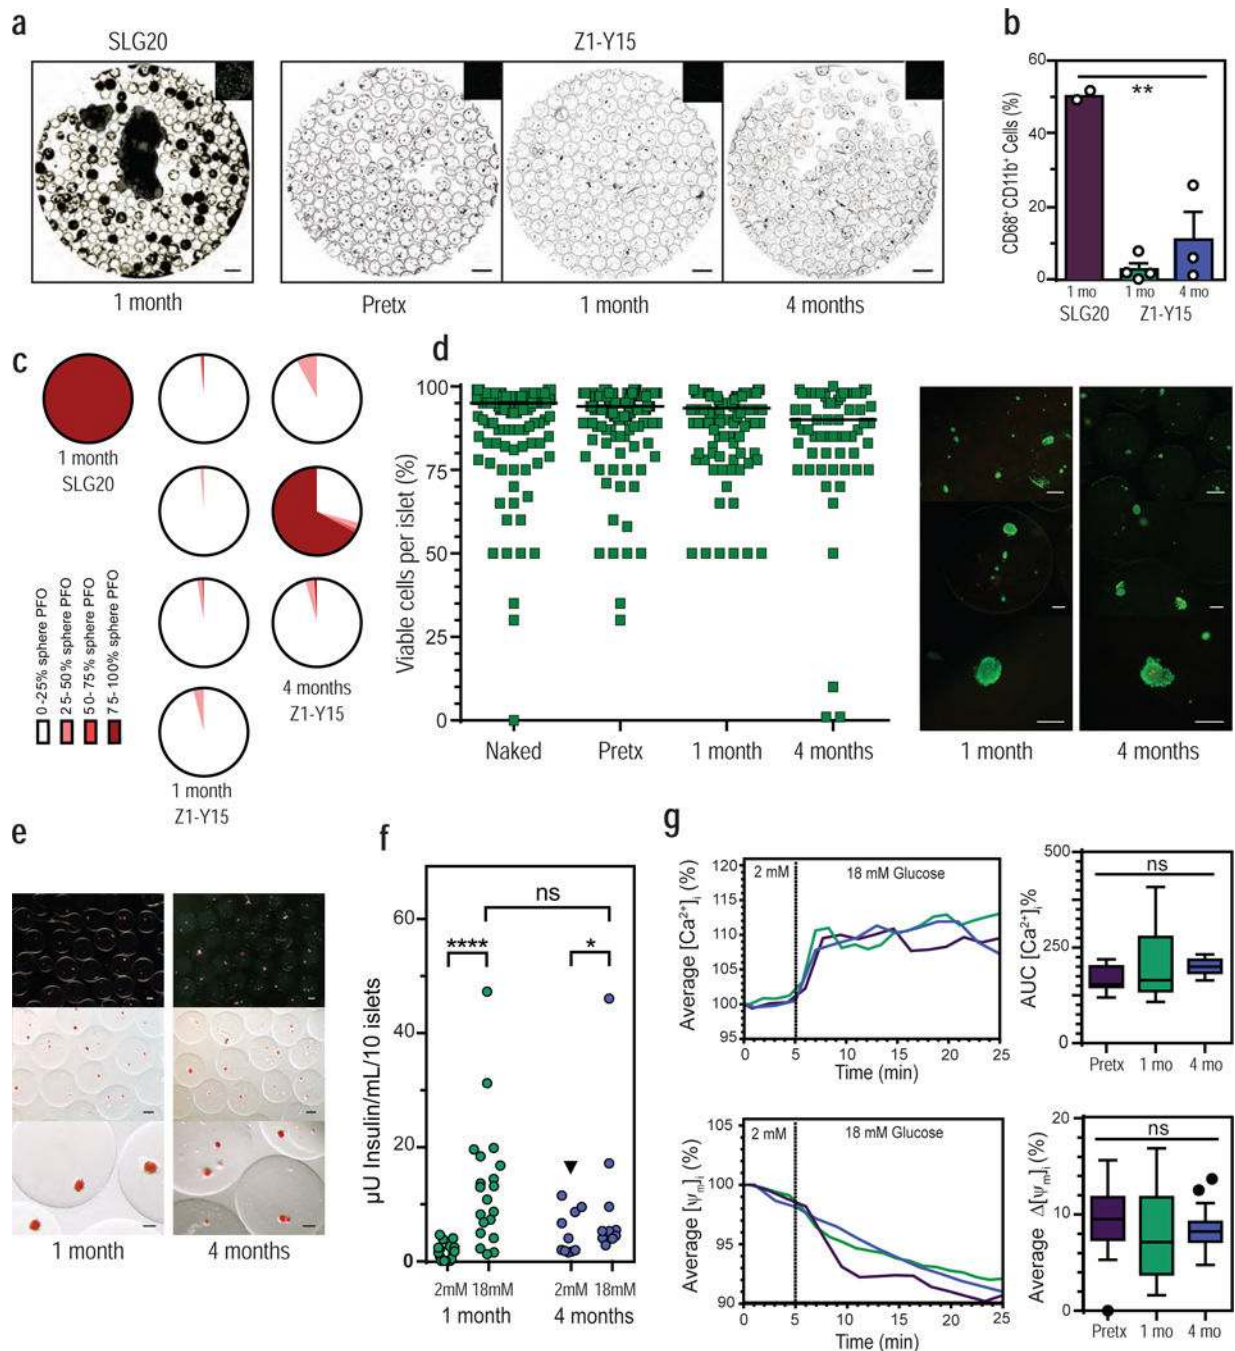 a
SLG20
Z1-Y15
1 month
Pretx
1 month
4 months
b
CD68⁺ CD11b⁺ Cells (%)
60
40
20
0
**
1 mo
1 mo
4 mo
SLG20
Z1-Y15
c
1 month
SLG20
0-25% sphere PFO
25-50% sphere PFO
50-75% sphere PFO
75-100% sphere PFO
4 months
Z1-Y15
1 month
Z1-Y15
d
Viable cells per islet (%)
100
75
50
25
0
Naked
Pretx
1 month
4 months
1 month
4 months
e
1 month
4 months
f
µU Insulin/mL/10 islets
60
40
20
0
ns
****
*
2mM
18mM
2mM
18mM
1 month
4 months
g
Average [Ca²⁺]ᵢ (%)
120
115
110
105
100
95
2 mM
18 mM Glucose
0
5
10
15
20
25
Time (min)
AUC [Ca²⁺]ᵢ%
500
250
0
ns
Pretx
1 mo
4 mo
Average [ψₘ]ᵢ (%)
105
100
95
90
2 mM
18 mM Glucose
0
5
10
15
20
25
Time (min)
Average Δ[ψₘ]ᵢ (%)
20
10
0
ns
Pretx
1 mo
4 mo